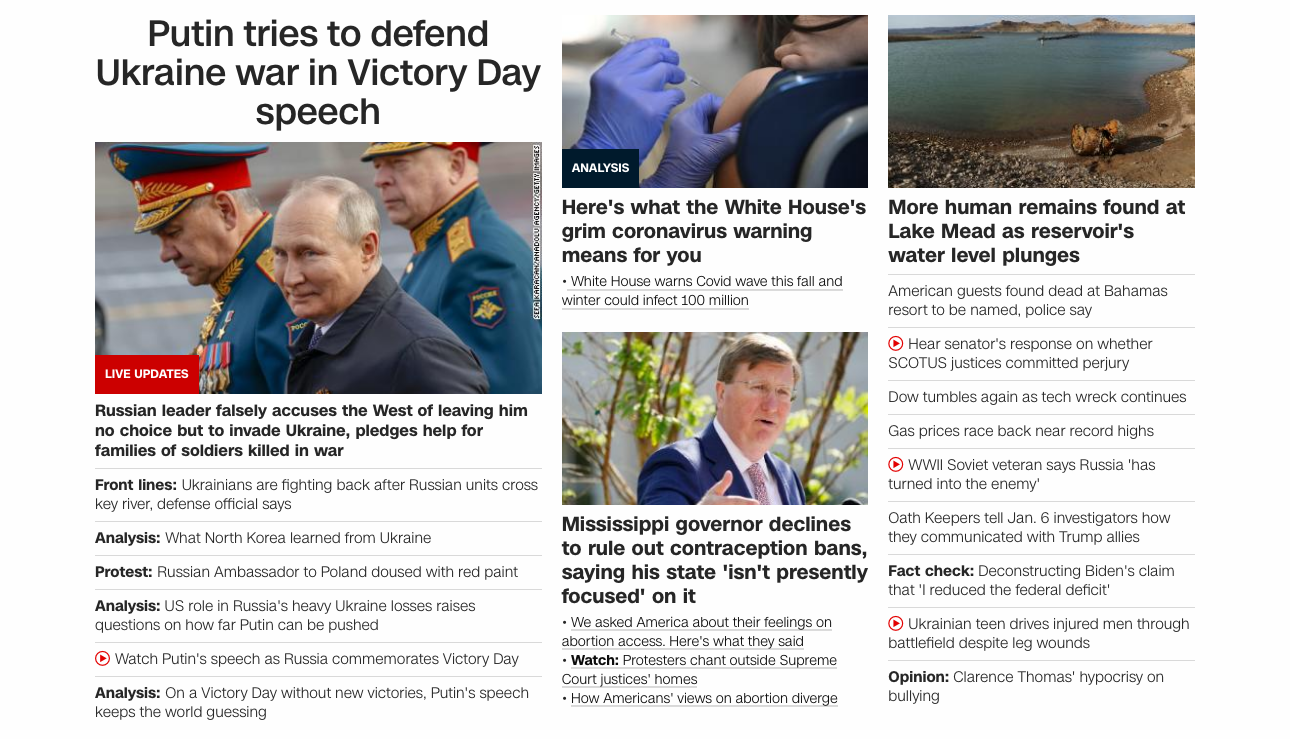 Putin tries to defend
Ukraine war in Victory Day
speech
SEFA KARACAN/ANADOLU AGENCY/GETTY IMAGES
РОССИЯ
LIVE UPDATES
Russian leader falsely accuses the West of leaving him
no choice but to invade Ukraine, pledges help for
families of soldiers killed in war
Front lines: Ukrainians are fighting back after Russian units cross
key river, defense official says
Analysis: What North Korea learned from Ukraine
Protest: Russian Ambassador to Poland doused with red paint
Analysis: US role in Russia's heavy Ukraine losses raises
questions on how far Putin can be pushed
Watch Putin's speech as Russia commemorates Victory Day
Analysis: On a Victory Day without new victories, Putin's speech
keeps the world guessing
ANALYSIS
Here's what the White House's
grim coronavirus warning
means for you
• White House warns Covid wave this fall and
winter could infect 100 million
Mississippi governor declines
to rule out contraception bans,
saying his state 'isn't presently
focused' on it
• We asked America about their feelings on
abortion access. Here's what they said
• Watch: Protesters chant outside Supreme
Court justices' homes
• How Americans' views on abortion diverge
More human remains found at
Lake Mead as reservoir's
water level plunges
American guests found dead at Bahamas
resort to be named, police say
Hear senator's response on whether
SCOTUS justices committed perjury
Dow tumbles again as tech wreck continues
Gas prices race back near record highs
WWII Soviet veteran says Russia 'has
turned into the enemy'
Oath Keepers tell Jan. 6 investigators how
they communicated with Trump allies
Fact check: Deconstructing Biden's claim
that 'I reduced the federal deficit'
Ukrainian teen drives injured men through
battlefield despite leg wounds
Opinion: Clarence Thomas' hypocrisy on
bullying